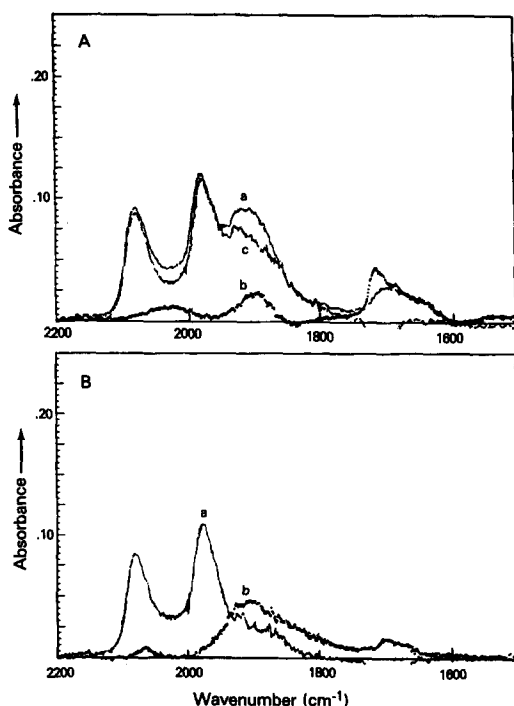 A
.20
.10
Absorbance
a
c
b
2200
2000
1800
1600
B
.20
.10
Absorbance
a
b
2200
2000
1800
1600
Wavenumber (cm-1)